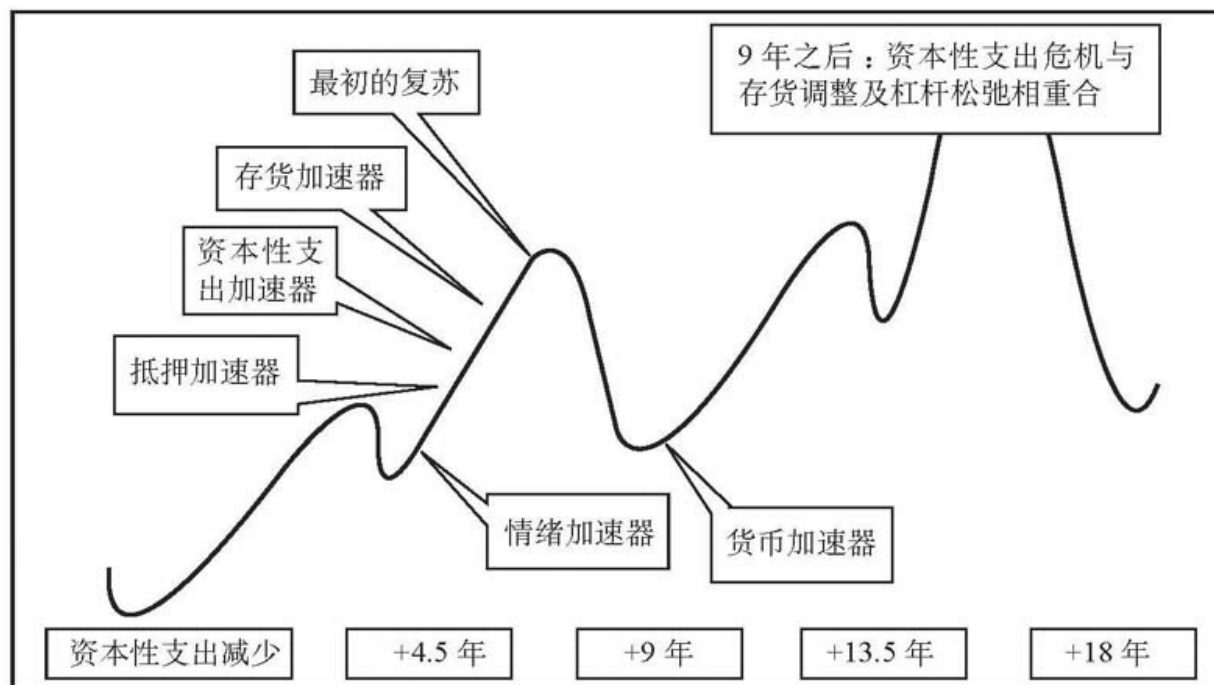 9 年之后：资本性支出危机与
存货调整及杠杆松弛相重合
最初的复苏
存货加速器
资本性支
出加速器
抵押加速器
情绪加速器
货币加速器
资本性支出减少
+4.5 年
+9 年
+13.5 年
+18 年